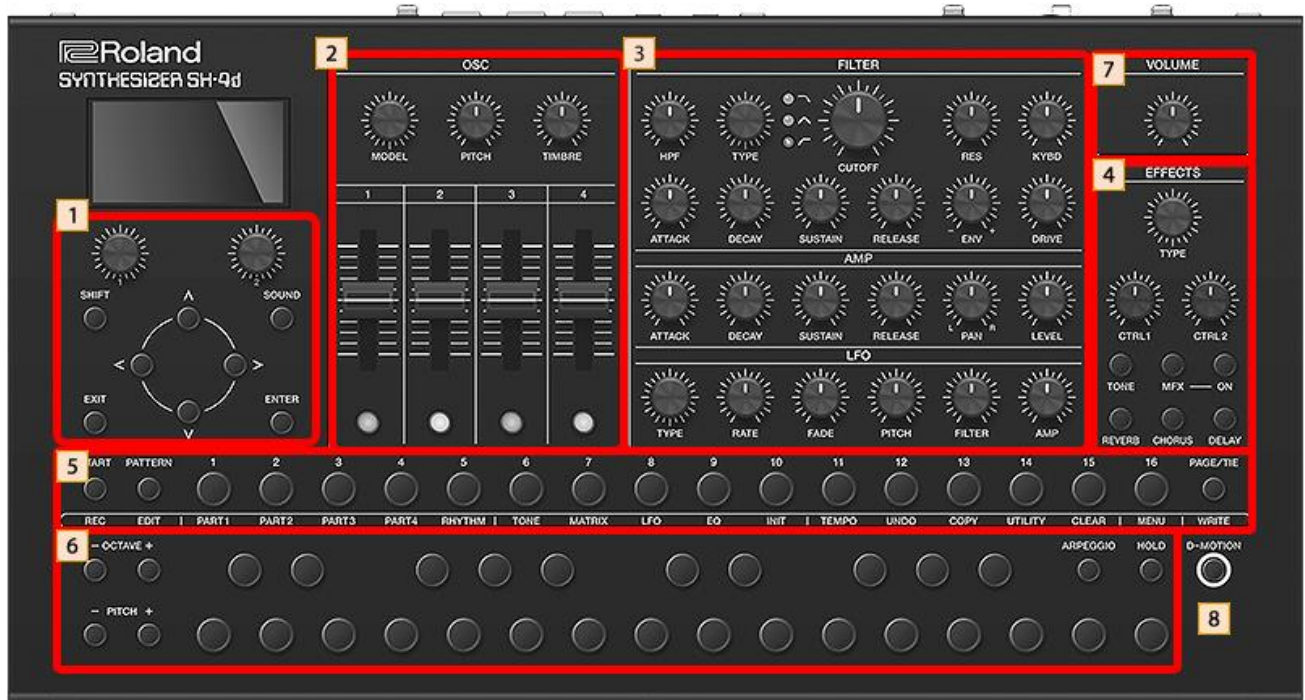 Roland
SYNTHESIZER SH-4d
1
1
2
SHIFT
SOUND
∧
<
>
∨
EXIT
ENTER
2
OSC
MODEL
PITCH
TIMBRE
1
2
3
4
3
FILTER
HPF
TYPE
CUTOFF
RES
KYBD
ATTACK
DECAY
SUSTAIN
RELEASE
- ENV +
DRIVE
AMP
ATTACK
DECAY
SUSTAIN
RELEASE
L PAN R
LEVEL
LFO
TYPE
RATE
FADE
PITCH
FILTER
AMP
7
VOLUME
4
EFFECTS
TYPE
CTRL1
CTRL2
TONE
MFX — ON
REVERB
CHORUS
DELAY
5
PATTERN
1 2 3 4 5 6 7 8 9 10 11 12 13 14 15 16
PAGE/TIE
REC EDIT | PART1 PART2 PART3 PART4 RHYTHM | TONE MATRIX LFO EQ INIT | TEMPO UNDO COPY UTILITY CLEAR | MENU | WRITE
6
- OCTAVE +
ARPEGGIO
HOLD
D-MOTION
- PITCH +
8